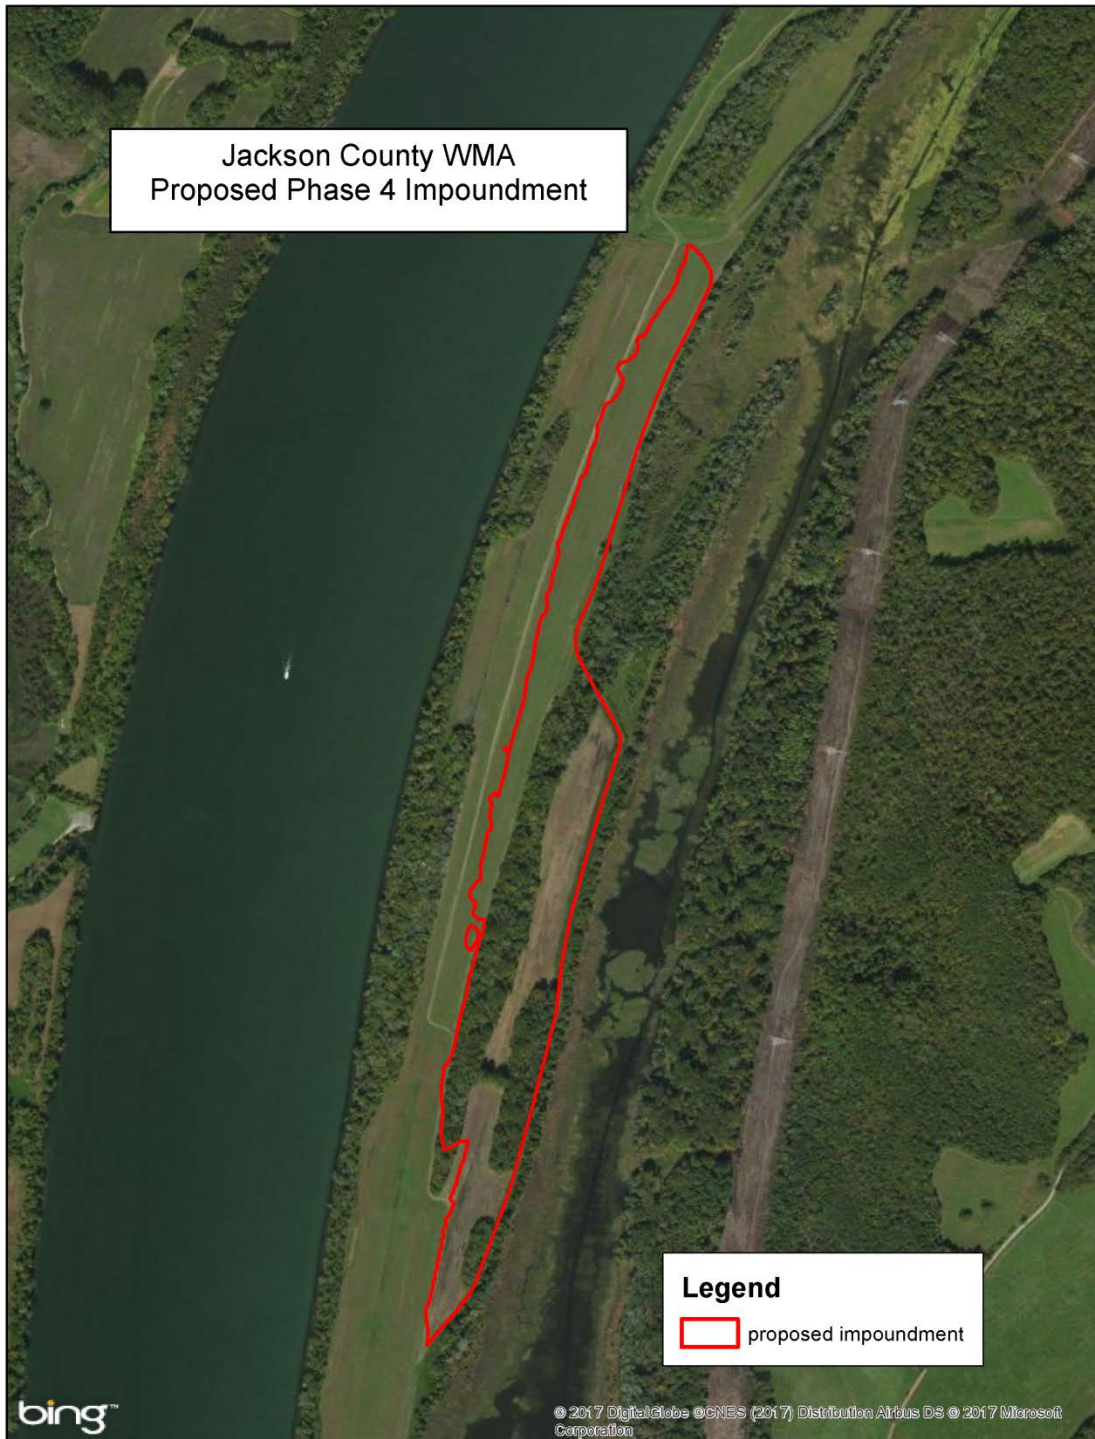 Jackson County WMA
Proposed Phase 4 Impoundment
Legend
proposed impoundment
bing™
© 2017 DigitalGlobe ©CNES (2017) Distribution Airbus DS © 2017 Microsoft
Corporation